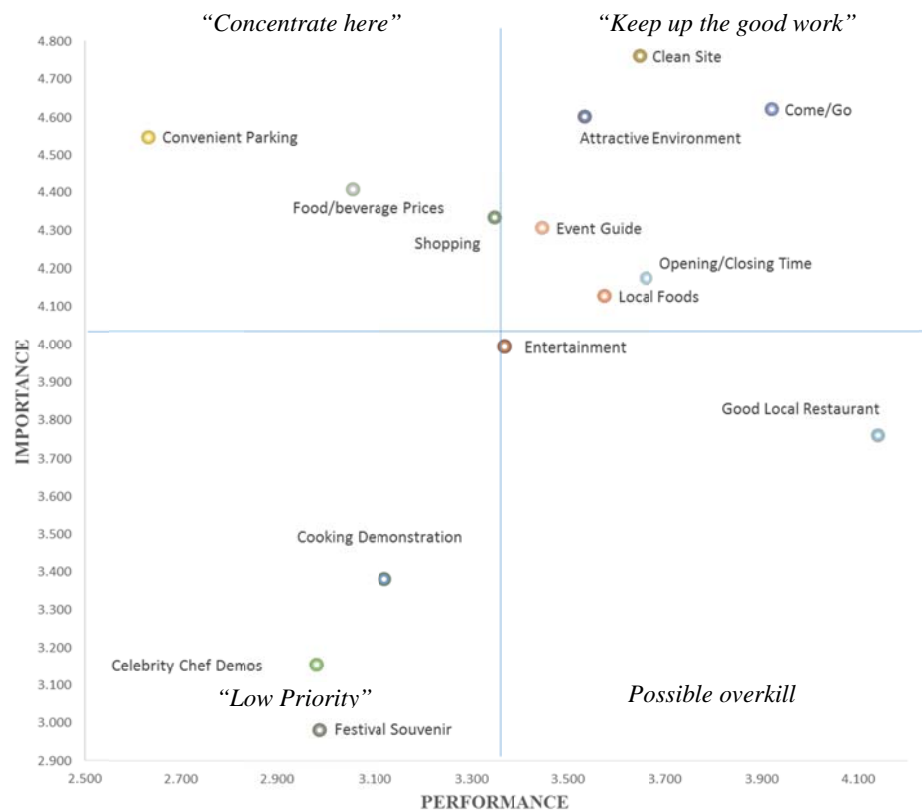 “Concentrate here”
“Keep up the good work”
4.800
4.700
4.600
4.500
4.400
4.300
4.200
4.100
4.000
3.900
3.800
3.700
3.600
3.500
3.400
3.300
3.200
3.100
3.000
2.900
IMPORTANCE
Clean Site
Come/Go
Attractive Environment
Convenient Parking
Food/beverage Prices
Shopping
Event Guide
Opening/Closing Time
Local Foods
Entertainment
Good Local Restaurant
Cooking Demonstration
Celebrity Chef Demos
“Low Priority”
Possible overkill
Festival Souvenir
2.500
2.700
2.900
3.100
3.300
3.500
3.700
3.900
4.100
PERFORMANCE